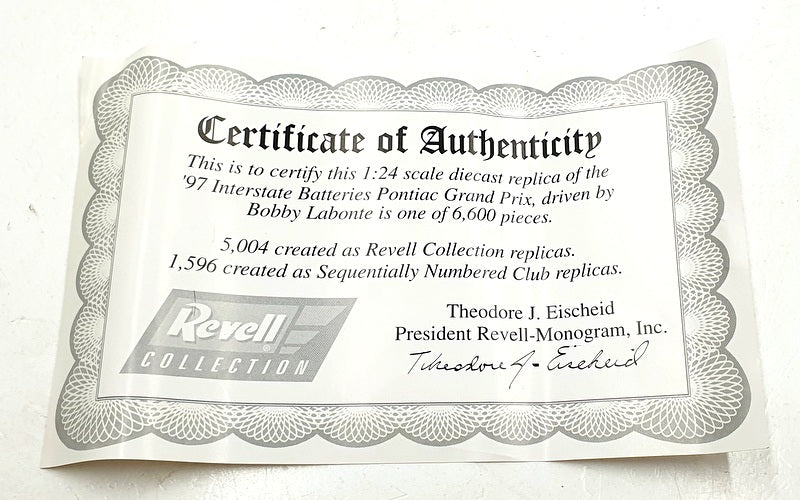 Certificate of Authenticity
This is to certify this 1:24 scale diecast replica of the
'97 Interstate Batteries Pontiac Grand Prix, driven by
Bobby Labonte is one of 6,600 pieces.
5,004 created as Revell Collection replicas.
1,596 created as Sequentially Numbered Club replicas.
Revell®
COLLECTION
Theodore J. Eischeid
President Revell-Monogram, Inc.
Theodore J. Eischeid